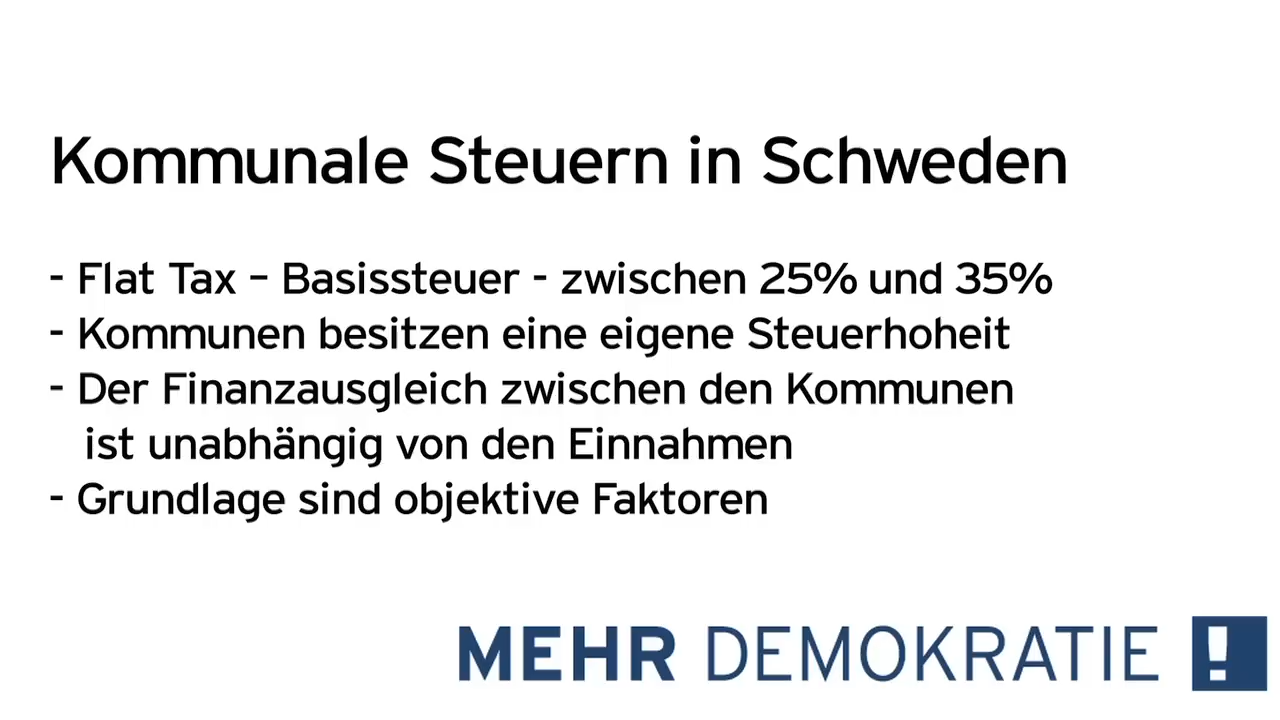 Kommunale Steuern in Schweden
- Flat Tax – Basissteuer - zwischen 25% und 35%
- Kommunen besitzen eine eigene Steuerhoheit
- Der Finanzausgleich zwischen den Kommunen
ist unabhängig von den Einnahmen
- Grundlage sind objektive Faktoren
MEHR DEMOKRATIE !